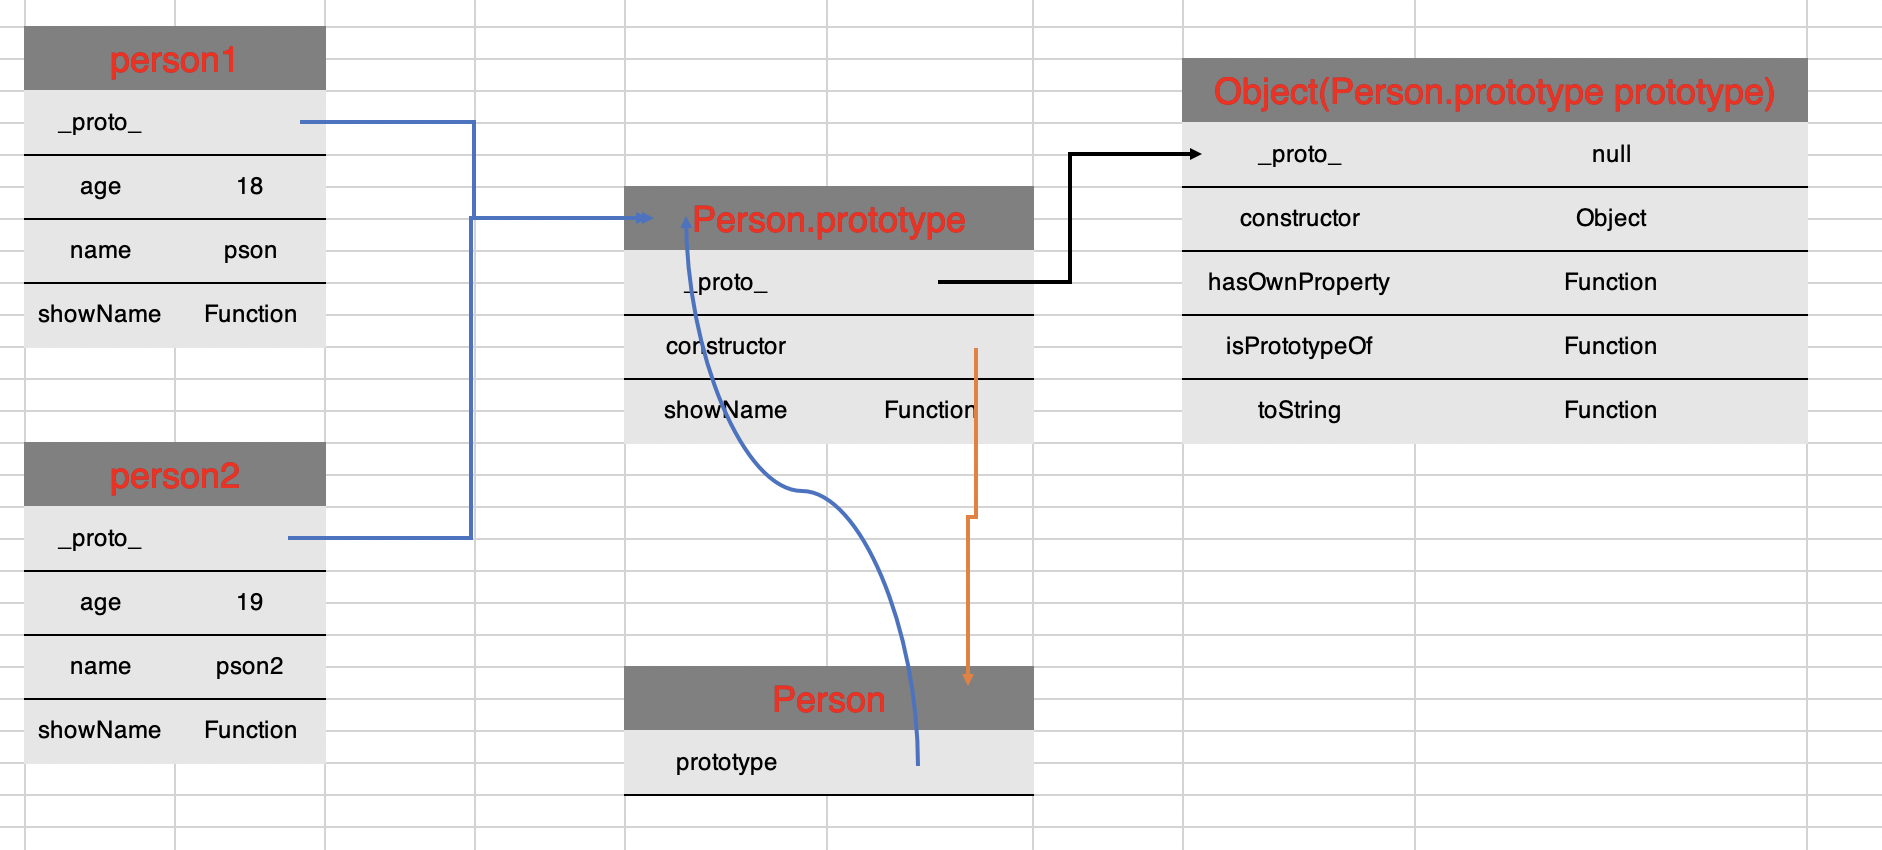 person1
_proto_
age 18
name pson
showName Function
person2
_proto_
age 19
name pson2
showName Function
Person.prototype
_proto_
constructor
showName Function
Person
prototype
Object(Person.prototype prototype)
_proto_ null
constructor Object
hasOwnProperty Function
isPrototypeOf Function
toString Function